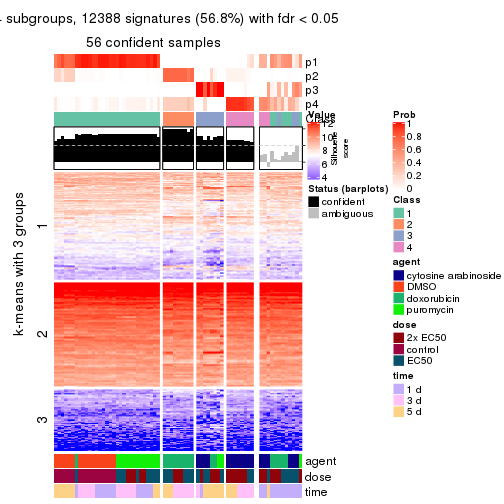 subgroups, 12388 signatures (56.8%) with fdr < 0.05
56 confident samples
p1
p2
p3
p4
Class
Silhouette
score
Value
12
10
8
6
4
Status (barplots)
confident
ambiguous
Prob
1
0.8
0.6
0.4
0.2
0
Class
1
2
3
4
agent
cytosine arabinoside
DMSO
doxorubicin
puromycin
dose
2x EC50
control
EC50
time
1 d
3 d
5 d
k-means with 3 groups
1
2
3
agent
dose
time